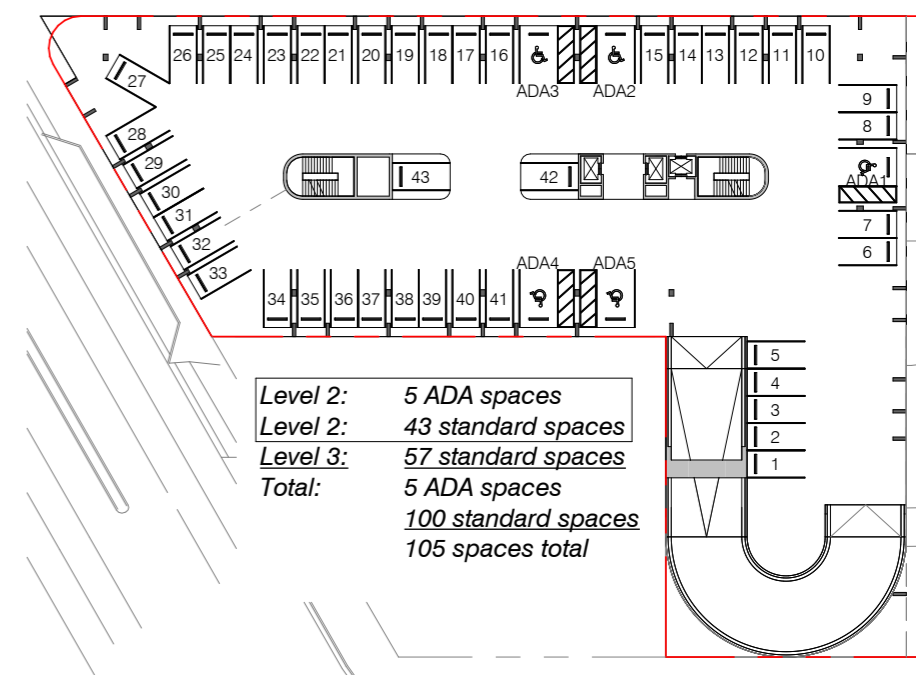 26 25 24 23 22 21 20 19 18 17 16 15 14 13 12 11 10
27
ADA3 ADA2
9
8
28
29
43
42
ADA1
30
31
7
32
6
33
ADA4 ADA5
34 35 36 37 38 39 40 41
5
4
3
2
1
Level 2: 5 ADA spaces
Level 2: 43 standard spaces
Level 3: 57 standard spaces
Total: 5 ADA spaces
100 standard spaces
105 spaces total